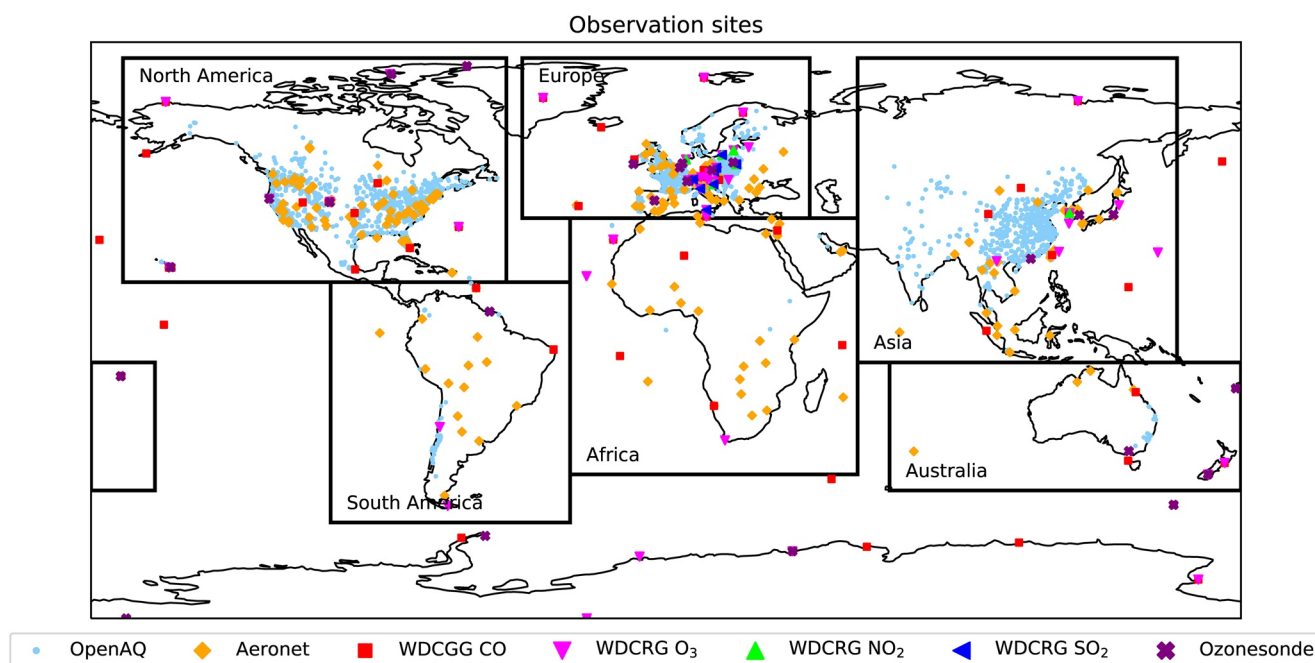 Observation sites
North America
Europe
Asia
Africa
Australia
South America
OpenAQ
Aeronet
WDCGG CO
WDCRG O₃
WDCRG NO₂
WDCRG SO₂
Ozonesonde